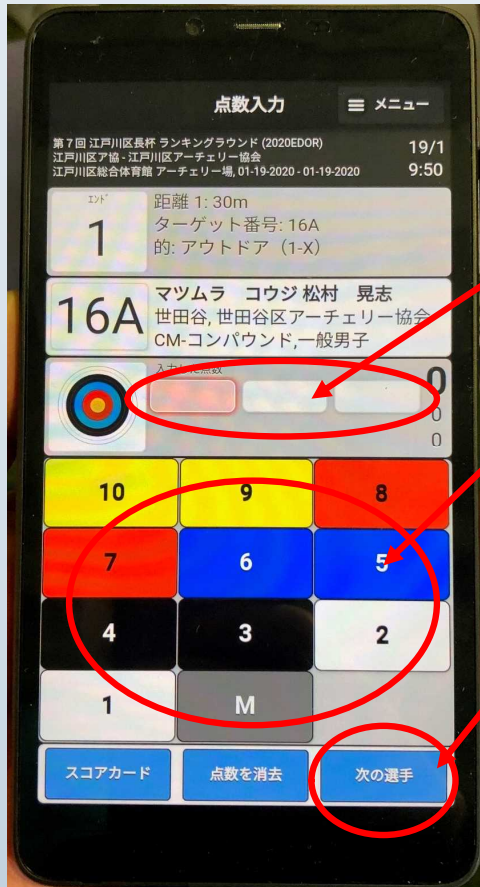 点数入力 ≡ メニュー
第7回 江戸川区長杯 ランキングラウンド (2020EDOR) 19/1
江戸川区ア協 - 江戸川区アーチェリー協会
江戸川区総合体育館 アーチェリー場, 01-19-2020 - 01-19-2020 9:50
エンド
1
距離 1: 30m
ターゲット番号: 16A
的: アウトドア (1-X)
16A
マツムラ コウジ 松村 晃志
世田谷, 世田谷区アーチェリー協会
CM-コンパウンド,一般男子
入力した点数
0
0
0
10 9 8
7 6 5
4 3 2
1 M
スコアカード 点数を消去 次の選手